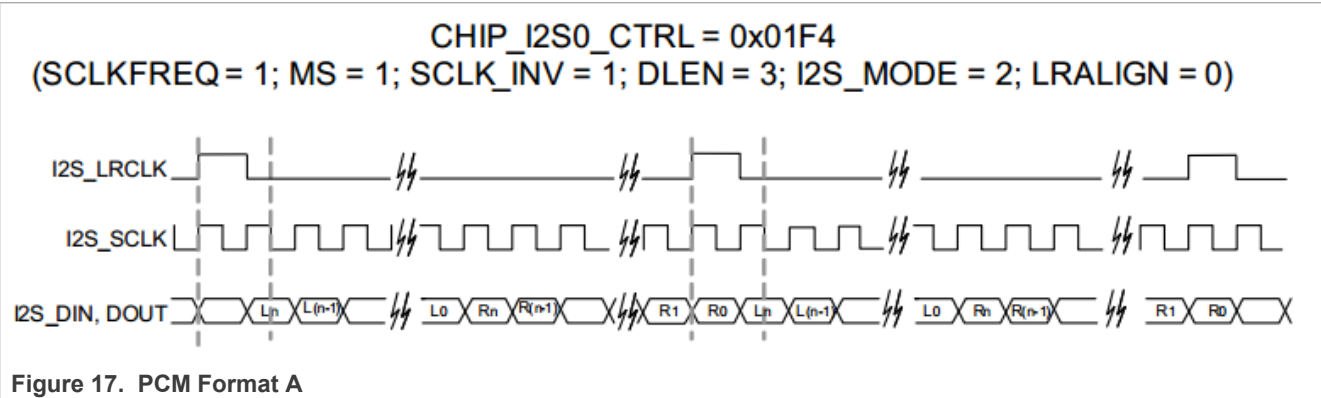 CHIP_I2S0_CTRL = 0x01F4
(SCLKFREQ = 1; MS = 1; SCLK_INV = 1; DLEN = 3; I2S_MODE = 2; LRALIGN = 0)
I2S_LRCLK
I2S_SCLK
I2S_DIN, DOUT Ln L(n-1) L0 Rn R(n-1) R1 R0 Ln L(n-1) L0 Rn R(n-1) R1 R0
Figure 17. PCM Format A